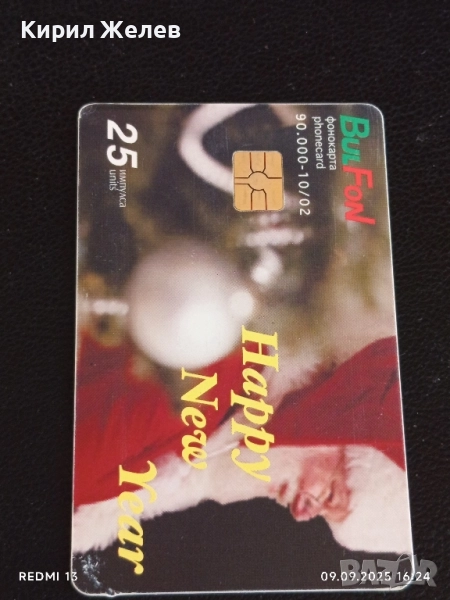 Кирил Желев
BULFON
фонокарта
phonecard
90.000-10/02
25 импулса
units
Happy
New
Year
BAZAR
REDMI 13
09.09.2025 16:24